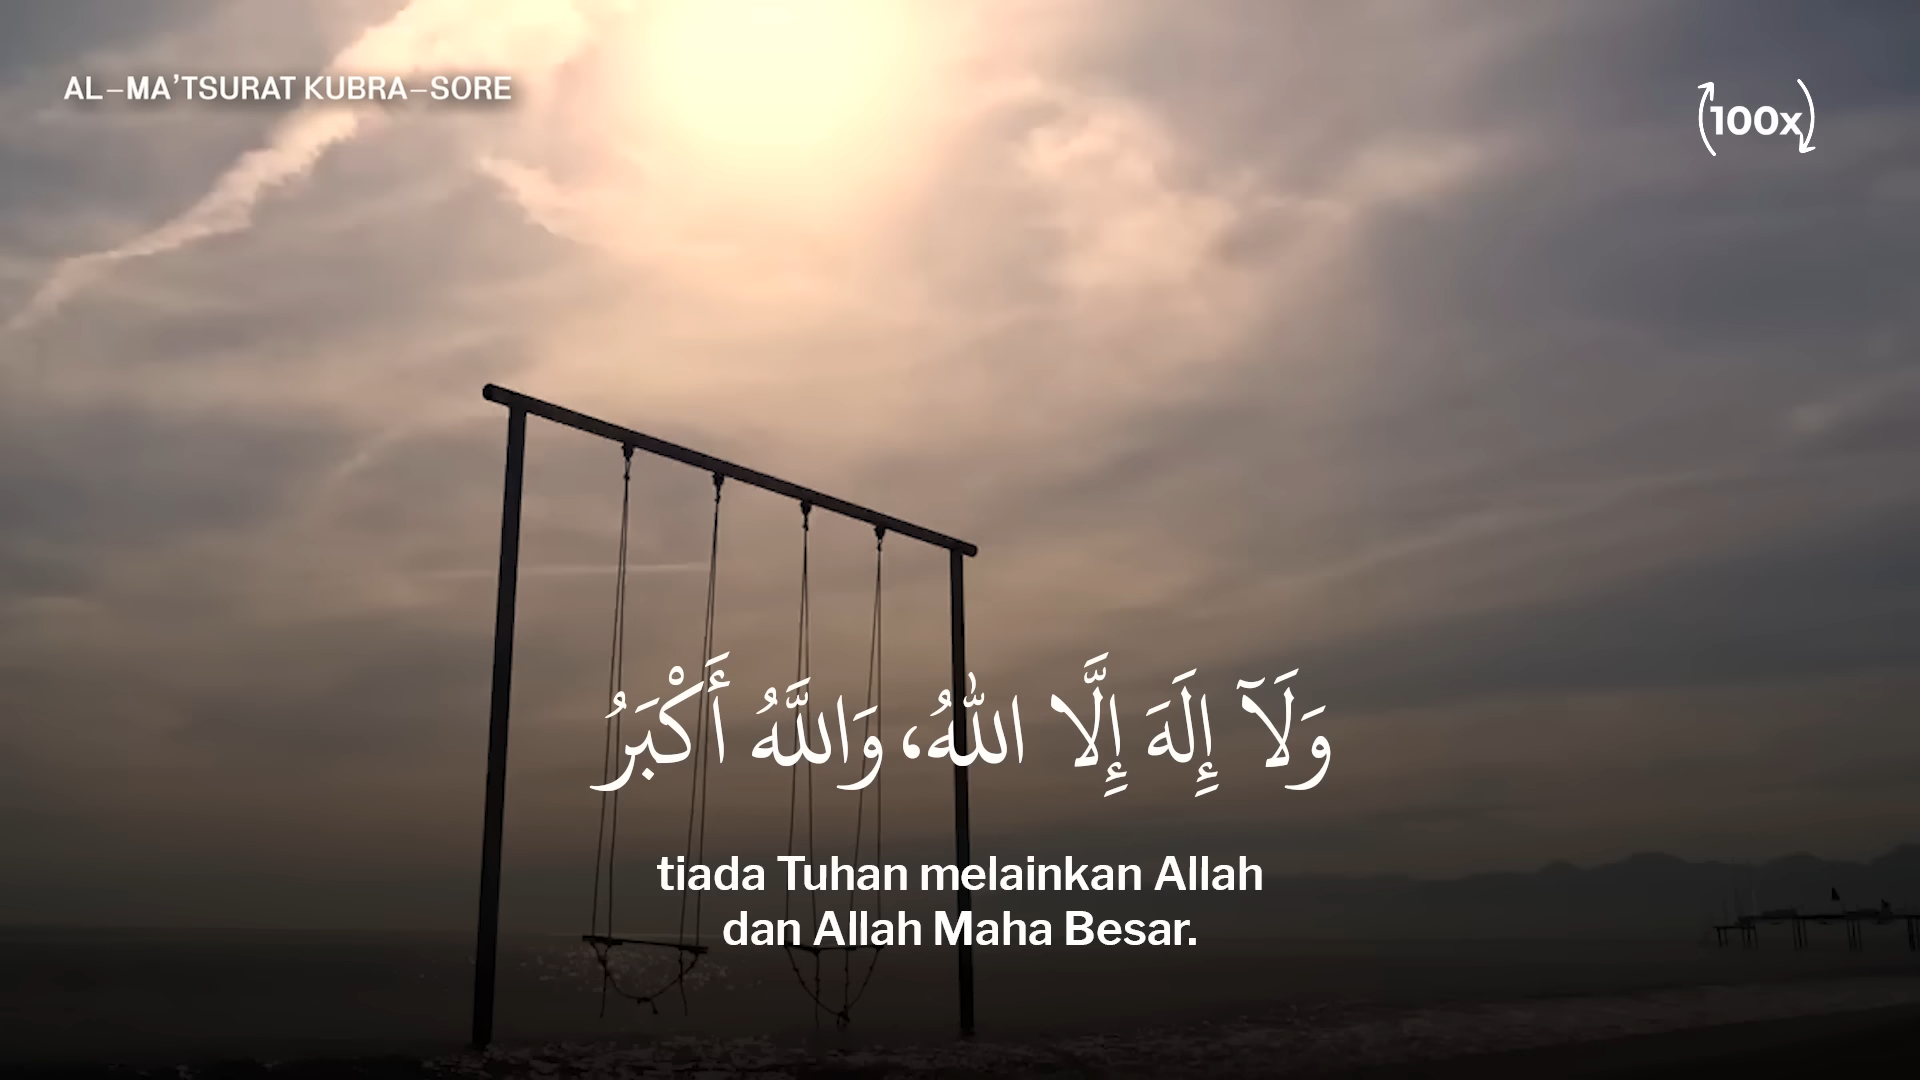 AL–MA’TSURAT KUBRA–SORE
100x
وَلَآ إِلَهَ إِلَّا اللّٰهُ، وَاللَّهُ أَكْبَرُ
tiada Tuhan melainkan Allah
dan Allah Maha Besar.